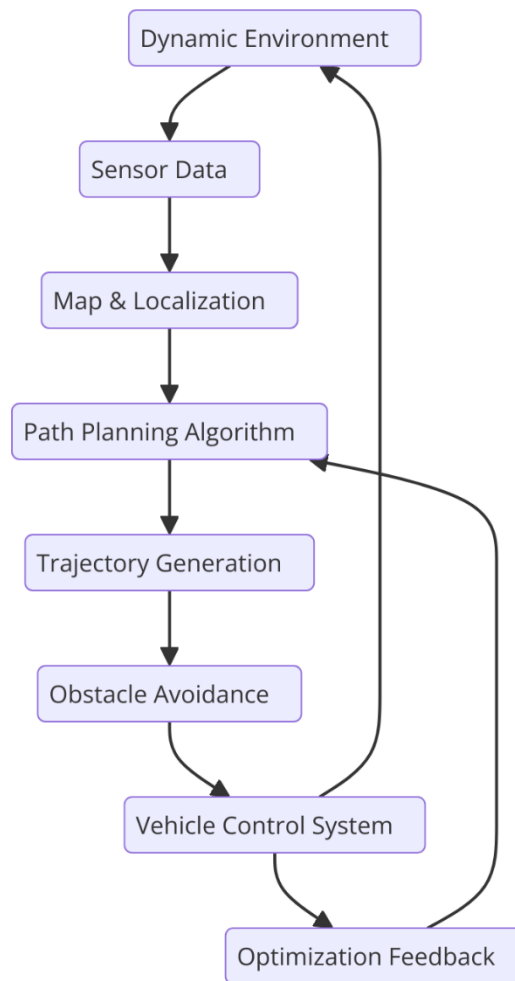 Dynamic Environment
Sensor Data
Map & Localization
Path Planning Algorithm
Trajectory Generation
Obstacle Avoidance
Vehicle Control System
Optimization Feedback